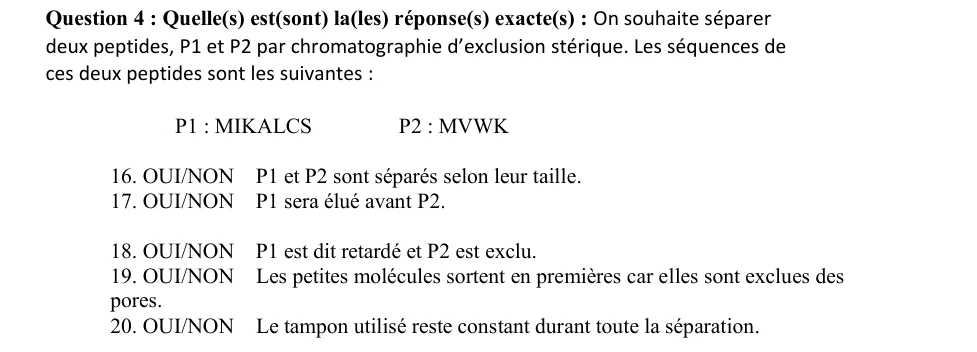 Question 4 : Quelle(s) est(sont) la(les) réponse(s) exacte(s) : On souhaite séparer
deux peptides, P1 et P2 par chromatographie d’exclusion stérique. Les séquences de
ces deux peptides sont les suivantes :
P1 : MIKALCS P2 : MVWK
16. OUI/NON P1 et P2 sont séparés selon leur taille.
17. OUI/NON P1 sera élué avant P2.
18. OUI/NON P1 est dit retardé et P2 est exclu.
19. OUI/NON Les petites molécules sortent en premières car elles sont exclues des
pores.
20. OUI/NON Le tampon utilisé reste constant durant toute la séparation.